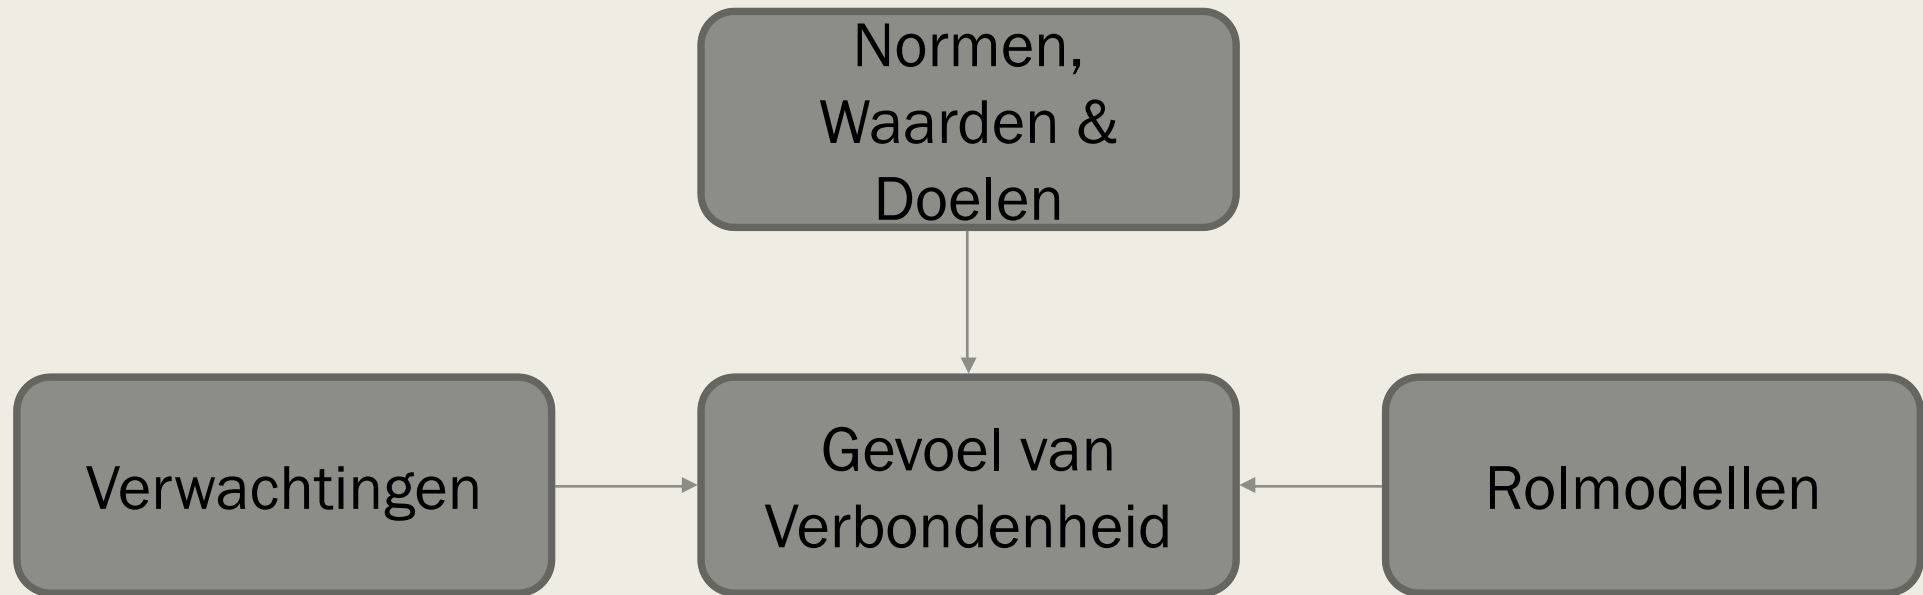 Normen,
Waarden &
Doelen
Verwachtingen
Gevoel van
Verbondenheid
Rolmodellen